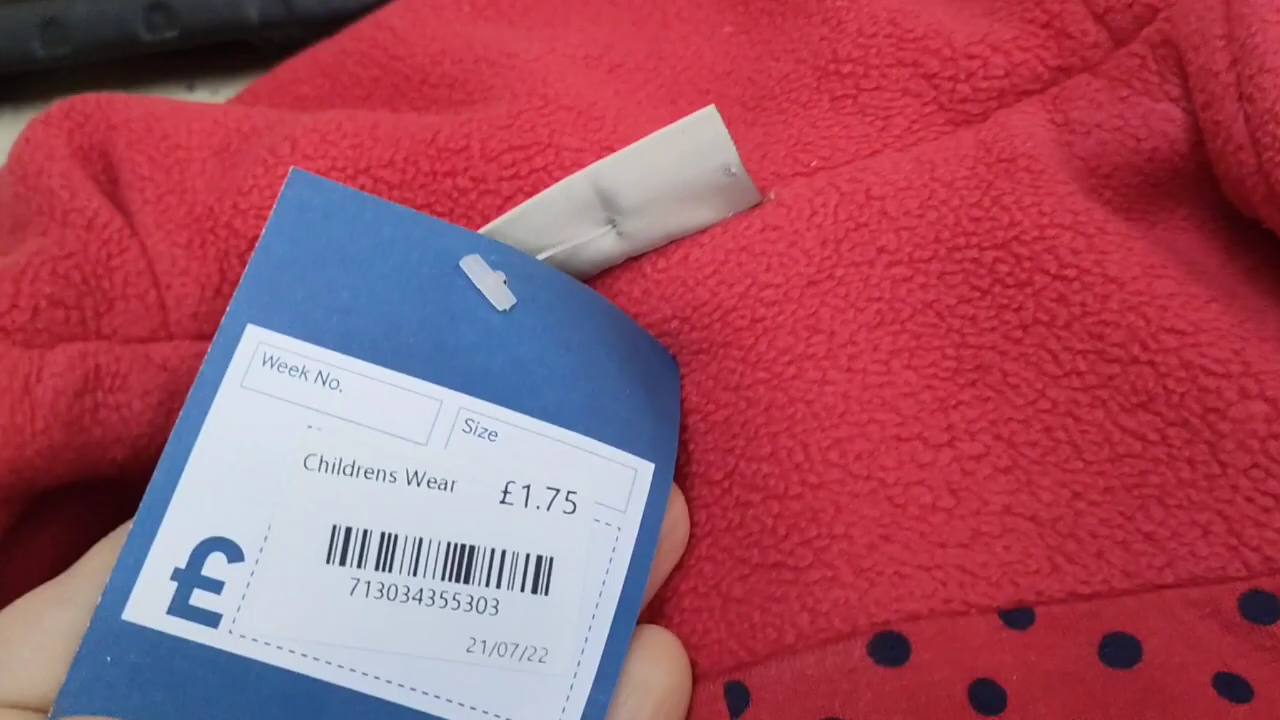 Week No.
Size
Childrens Wear
£1.75
£
713034355303
21/07/22